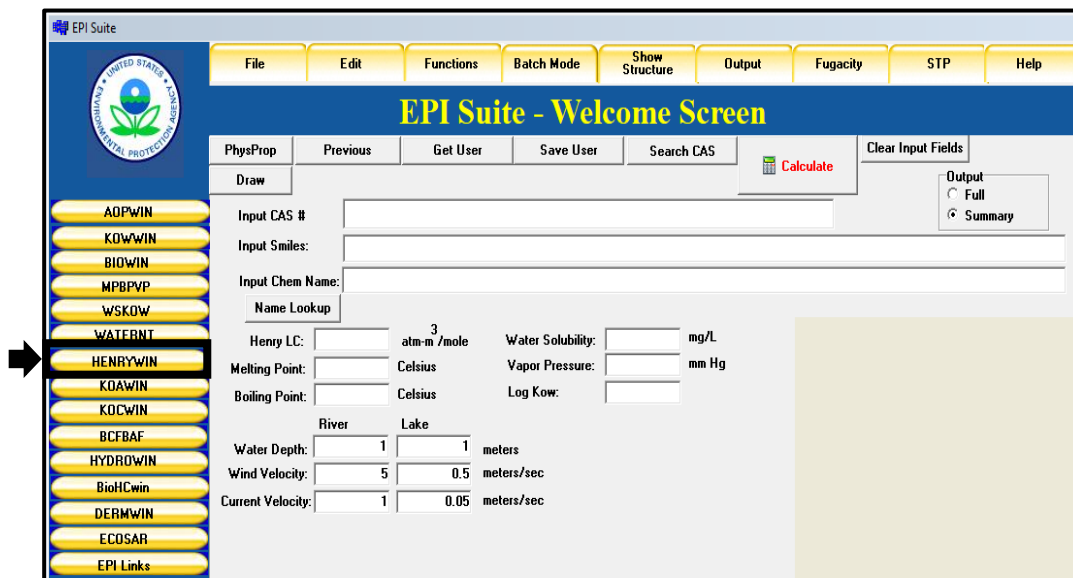 EPI Suite
UNITED STATES
ENVIRONMENTAL PROTECTION AGENCY
File Edit Functions Batch Mode Show Structure Output Fugacity STP Help
EPI Suite - Welcome Screen
PhysProp Previous Get User Save User Search CAS Calculate Clear Input Fields
Draw
Output
Full
Summary
AOPWIN
KOWWIN
BIOWIN
MPBPVP
WSKOW
WATERNT
HENRYWIN
KOAWIN
KOCWIN
BCFBAF
HYDROWIN
BioHCwin
DERMWIN
ECOSAR
EPI Links
Input CAS #
Input Smiles:
Input Chem Name:
Name Lookup
Henry LC: atm-m3/mole Water Solubility: mg/L
Melting Point: Celsius Vapor Pressure: mm Hg
Boiling Point: Celsius Log Kow:
River Lake
Water Depth: 1 1 meters
Wind Velocity: 5 0.5 meters/sec
Current Velocity: 1 0.05 meters/sec